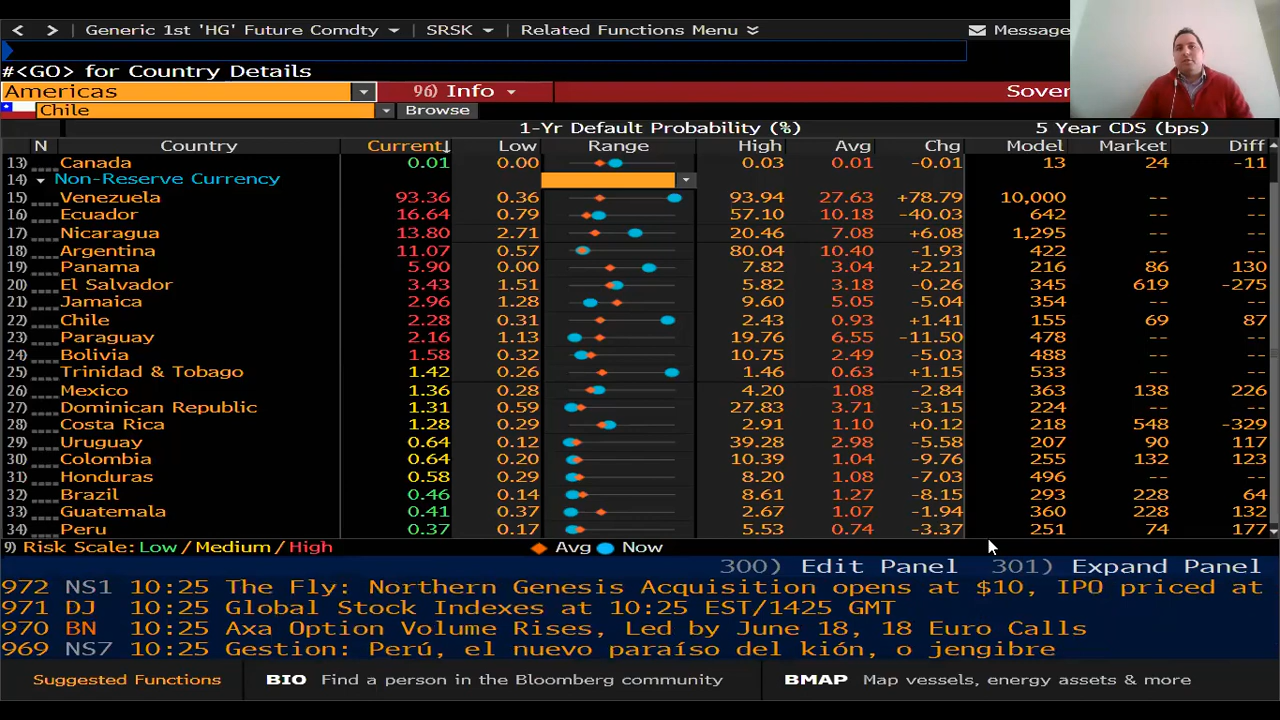 < > Generic 1st 'HG' Future Comdty SRSK Related Functions Menu Message
#<GO> for Country Details
Americas 96) Info Sover
Chile Browse
1-Yr Default Probability (%) 5 Year CDS (bps)
N Country Current↓ Low Range High Avg Chg Model Market Diff
13) Canada 0.01 0.00 0.03 0.01 -0.01 13 24 -11
14) Non-Reserve Currency
15) Venezuela 93.36 0.36 93.94 27.63 +78.79 10,000 -- --
16) Ecuador 16.64 0.79 57.10 10.18 -40.03 642 -- --
17) Nicaragua 13.80 2.71 20.46 7.08 +6.08 1,295 -- --
18) Argentina 11.07 0.57 80.04 10.40 -1.93 422 -- --
19) Panama 5.90 0.00 7.82 3.04 +2.21 216 86 130
20) El Salvador 3.43 1.51 5.82 3.18 -0.26 345 619 -275
21) Jamaica 2.96 1.28 9.60 5.05 -5.04 354 -- --
22) Chile 2.28 0.31 2.43 0.93 +1.41 155 69 87
23) Paraguay 2.16 1.13 19.76 6.55 -11.50 478 -- --
24) Bolivia 1.58 0.32 10.75 2.49 -5.03 488 -- --
25) Trinidad & Tobago 1.42 0.26 1.46 0.63 +1.15 533 -- --
26) Mexico 1.36 0.28 4.20 1.08 -2.84 363 138 226
27) Dominican Republic 1.31 0.59 27.83 3.71 -3.15 224 -- --
28) Costa Rica 1.28 0.29 2.91 1.10 +0.12 218 548 -329
29) Uruguay 0.64 0.12 39.28 2.98 -5.58 207 90 117
30) Colombia 0.64 0.20 10.39 1.04 -9.76 255 132 123
31) Honduras 0.58 0.29 8.20 1.08 -7.03 496 -- --
32) Brazil 0.46 0.14 8.61 1.27 -8.15 293 228 64
33) Guatemala 0.41 0.37 2.67 1.07 -1.94 360 228 132
34) Peru 0.37 0.17 5.53 0.74 -3.37 251 74 177
9) Risk Scale: Low / Medium / High Avg Now
300) Edit Panel 301) Expand Panel
972 NS1 10:25 The Fly: Northern Genesis Acquisition opens at $10, IPO priced at
971 DJ 10:25 Global Stock Indexes at 10:25 EST/1425 GMT
970 BN 10:25 Axa Option Volume Rises, Led by June 18, 18 Euro Calls
969 NS7 10:25 Gestion: Perú, el nuevo paraíso del kión, o jengibre
Suggested Functions BIO Find a person in the Bloomberg community BMAP Map vessels, energy assets & more